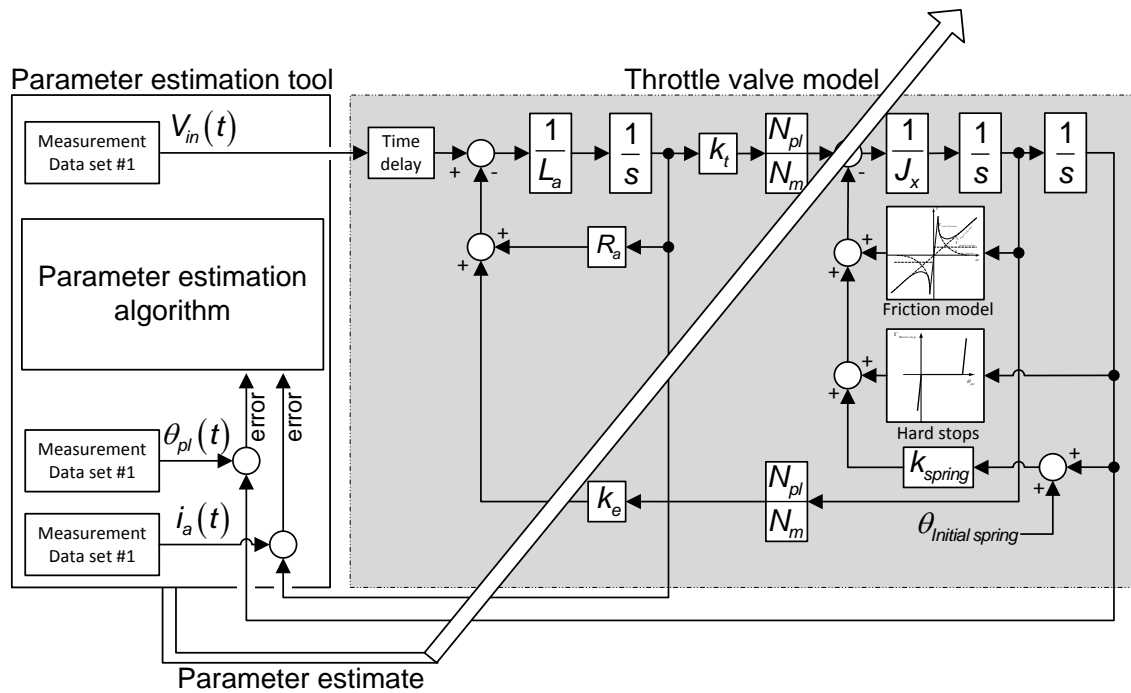 Parameter estimation tool
Throttle valve model
Measurement
Data set #1
V_in(t)
Time
delay
+
-
1
L_a
1
s
k_t
N_pl
N_m
-
1
J_x
1
s
1
s
+
+
R_a
+
+
Friction model
Parameter estimation
algorithm
+
+
Hard stops
error
error
Measurement
Data set #1
θ_pl(t)
k_spring
+
+
k_e
N_pl
N_m
θ_Initial spring
Measurement
Data set #1
i_a(t)
Parameter estimate